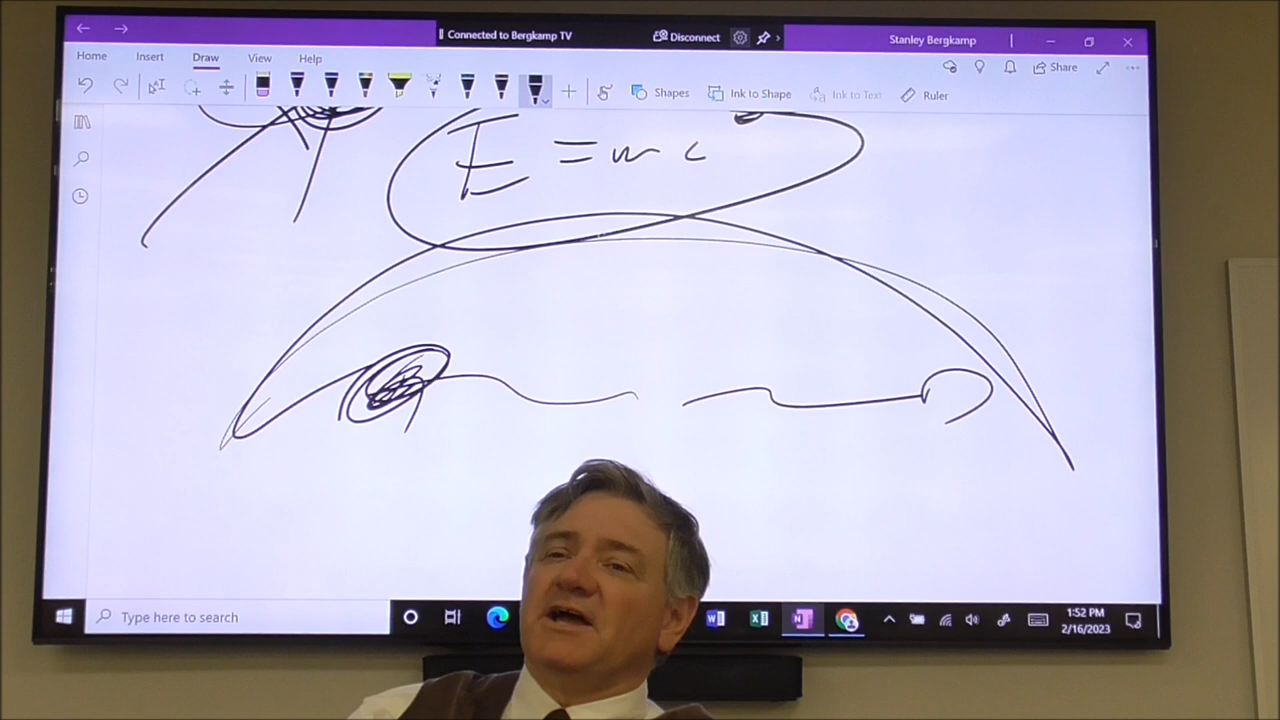 Connected to Bergkamp TV Disconnect
Stanley Bergkamp
Home Insert Draw View Help
Share
Shapes Ink to Shape Ink to Text Ruler
E = mc
Type here to search
1:52 PM
2/16/2023